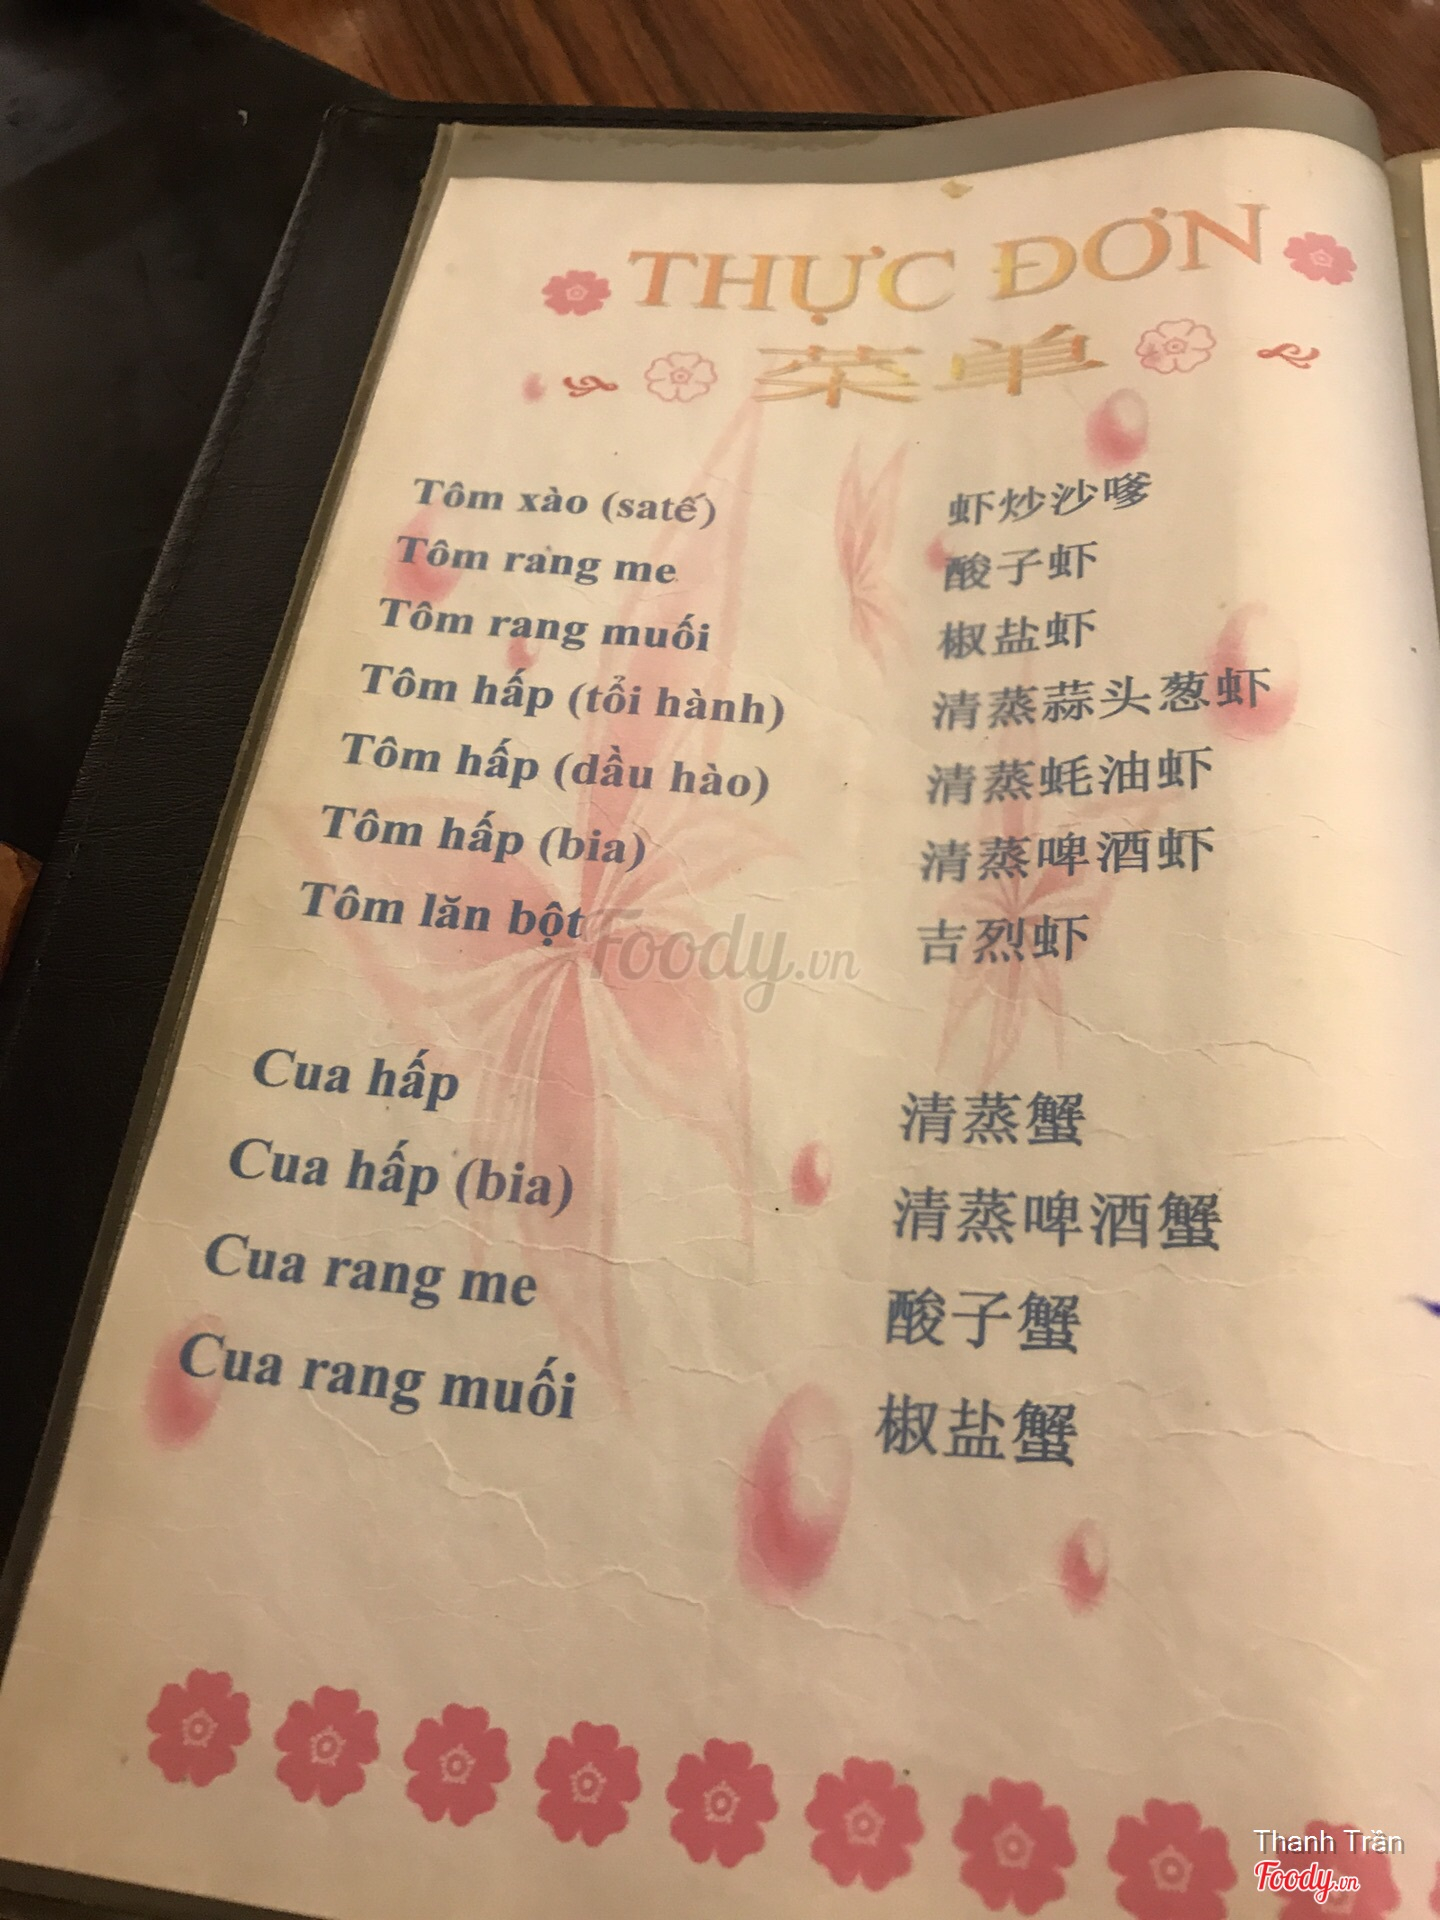 THỰC ĐƠN
菜单
Tôm xào (satế) 虾炒沙嗲
Tôm rang me 酸子虾
Tôm rang muối 椒盐虾
Tôm hấp (tổi hành) 清蒸蒜头葱虾
Tôm hấp (dầu hào) 清蒸蚝油虾
Tôm hấp (bia) 清蒸啤酒虾
Tôm lăn bột 吉烈虾
Foody.vn
Cua hấp 清蒸蟹
Cua hấp (bia) 清蒸啤酒蟹
Cua rang me 酸子蟹
Cua rang muối 椒盐蟹
Thanh Trần
Foody.vn